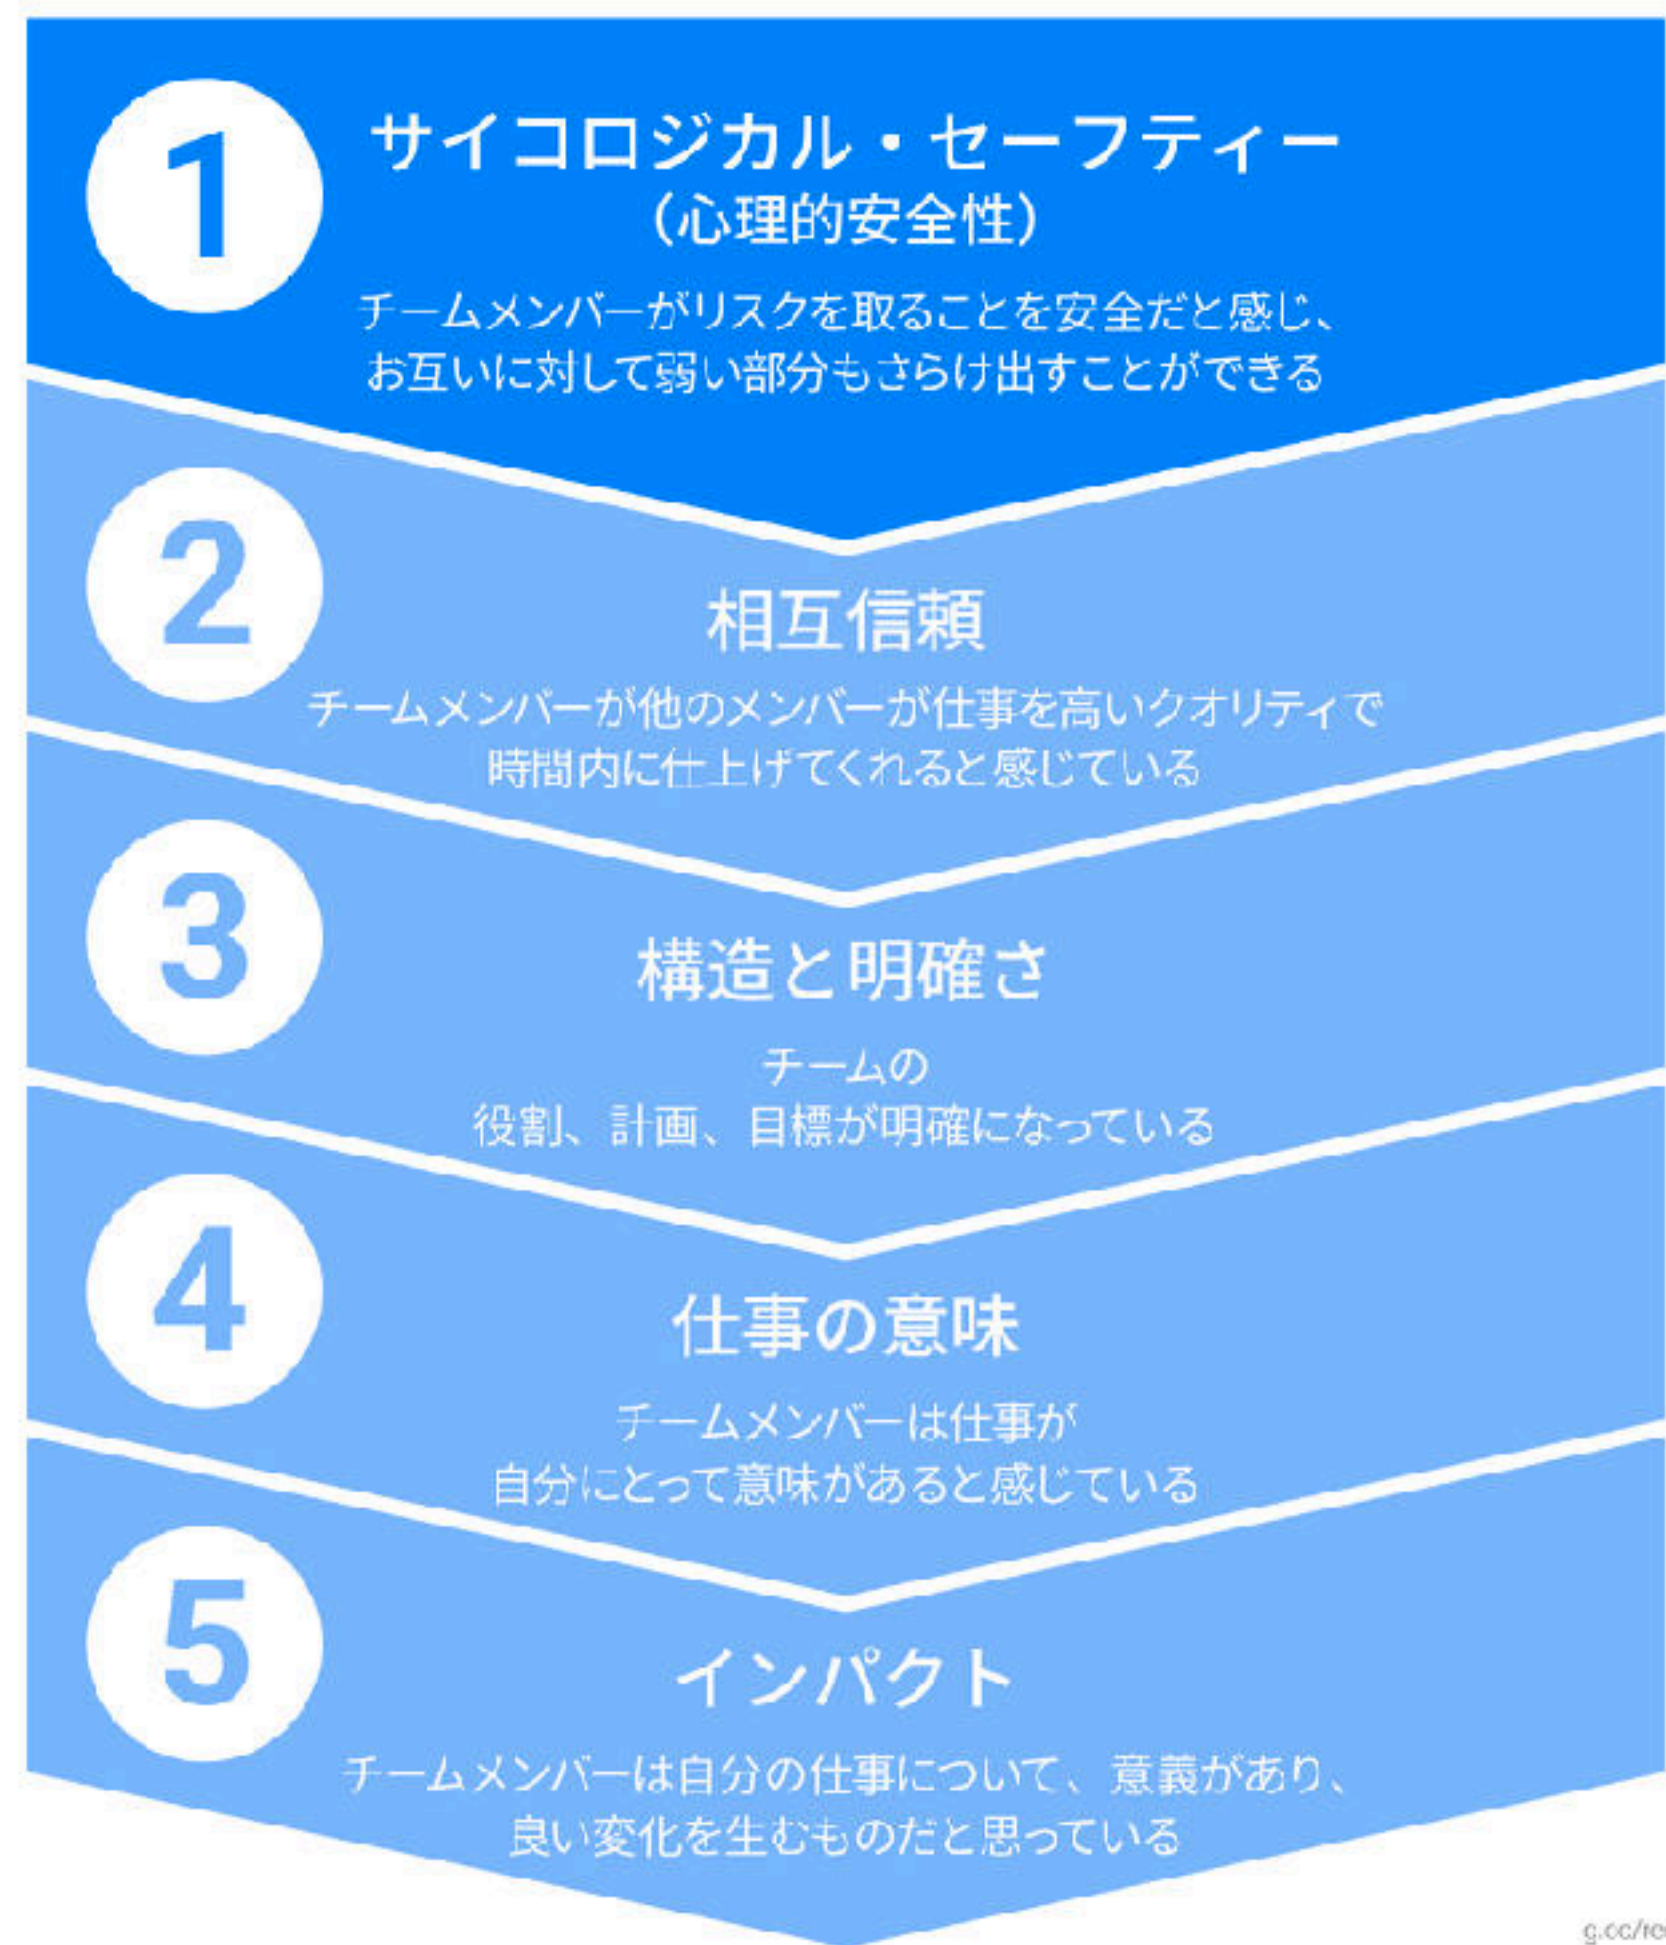 1
サイコロジカル・セーフティー
（心理的安全性）
チームメンバーがリスクを取ることを安全だと感じ、
お互いに対して弱い部分もさらけ出すことができる
2
相互信頼
チームメンバーが他のメンバーが仕事を高いクオリティで
時間内に仕上げてくれると感じている
3
構造と明確さ
チームの
役割、計画、目標が明確になっている
4
仕事の意味
チームメンバーは仕事が
自分にとって意味があると感じている
5
インパクト
チームメンバーは自分の仕事について、意義があり、
良い変化を生むものだと思っている